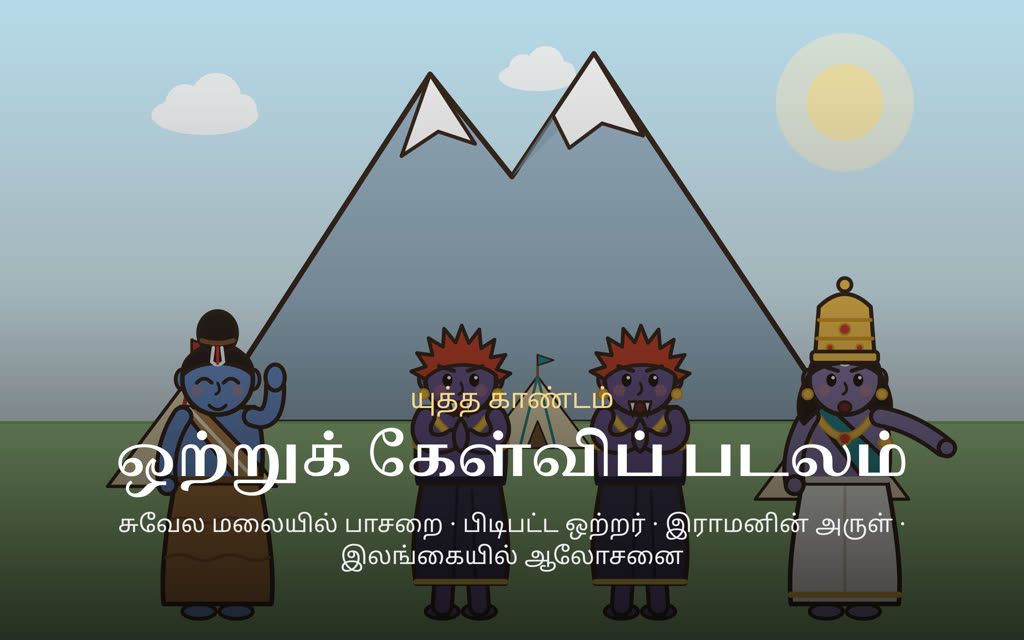 யுத்த காண்டம்
ஒற்றுக் கேள்விப் படலம்
சுவேல மலையில் பாசறை · பிடிபட்ட ஒற்றர் · இராமனின் அருள் ·
இலங்கையில் ஆலோசனை